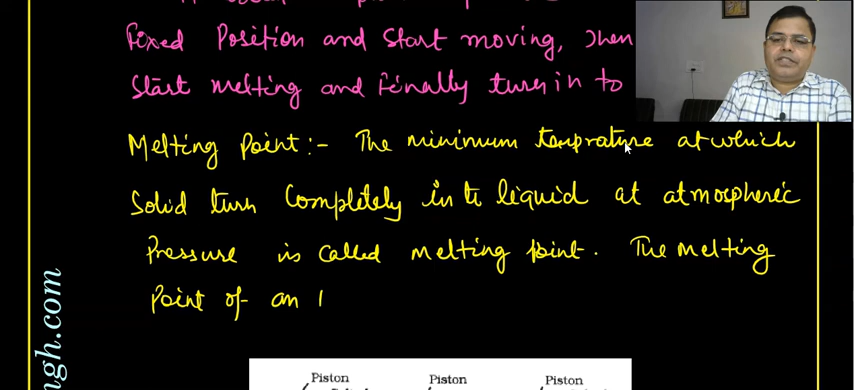 Fixed Position and start moving, then
start melting and finally turn in to
Melting Point :- The minimum temprature at which
solid turn completely in to liquid at atmospheric
pressure is called melting point. The melting
Point of an I
ngh.com
Piston Piston Piston